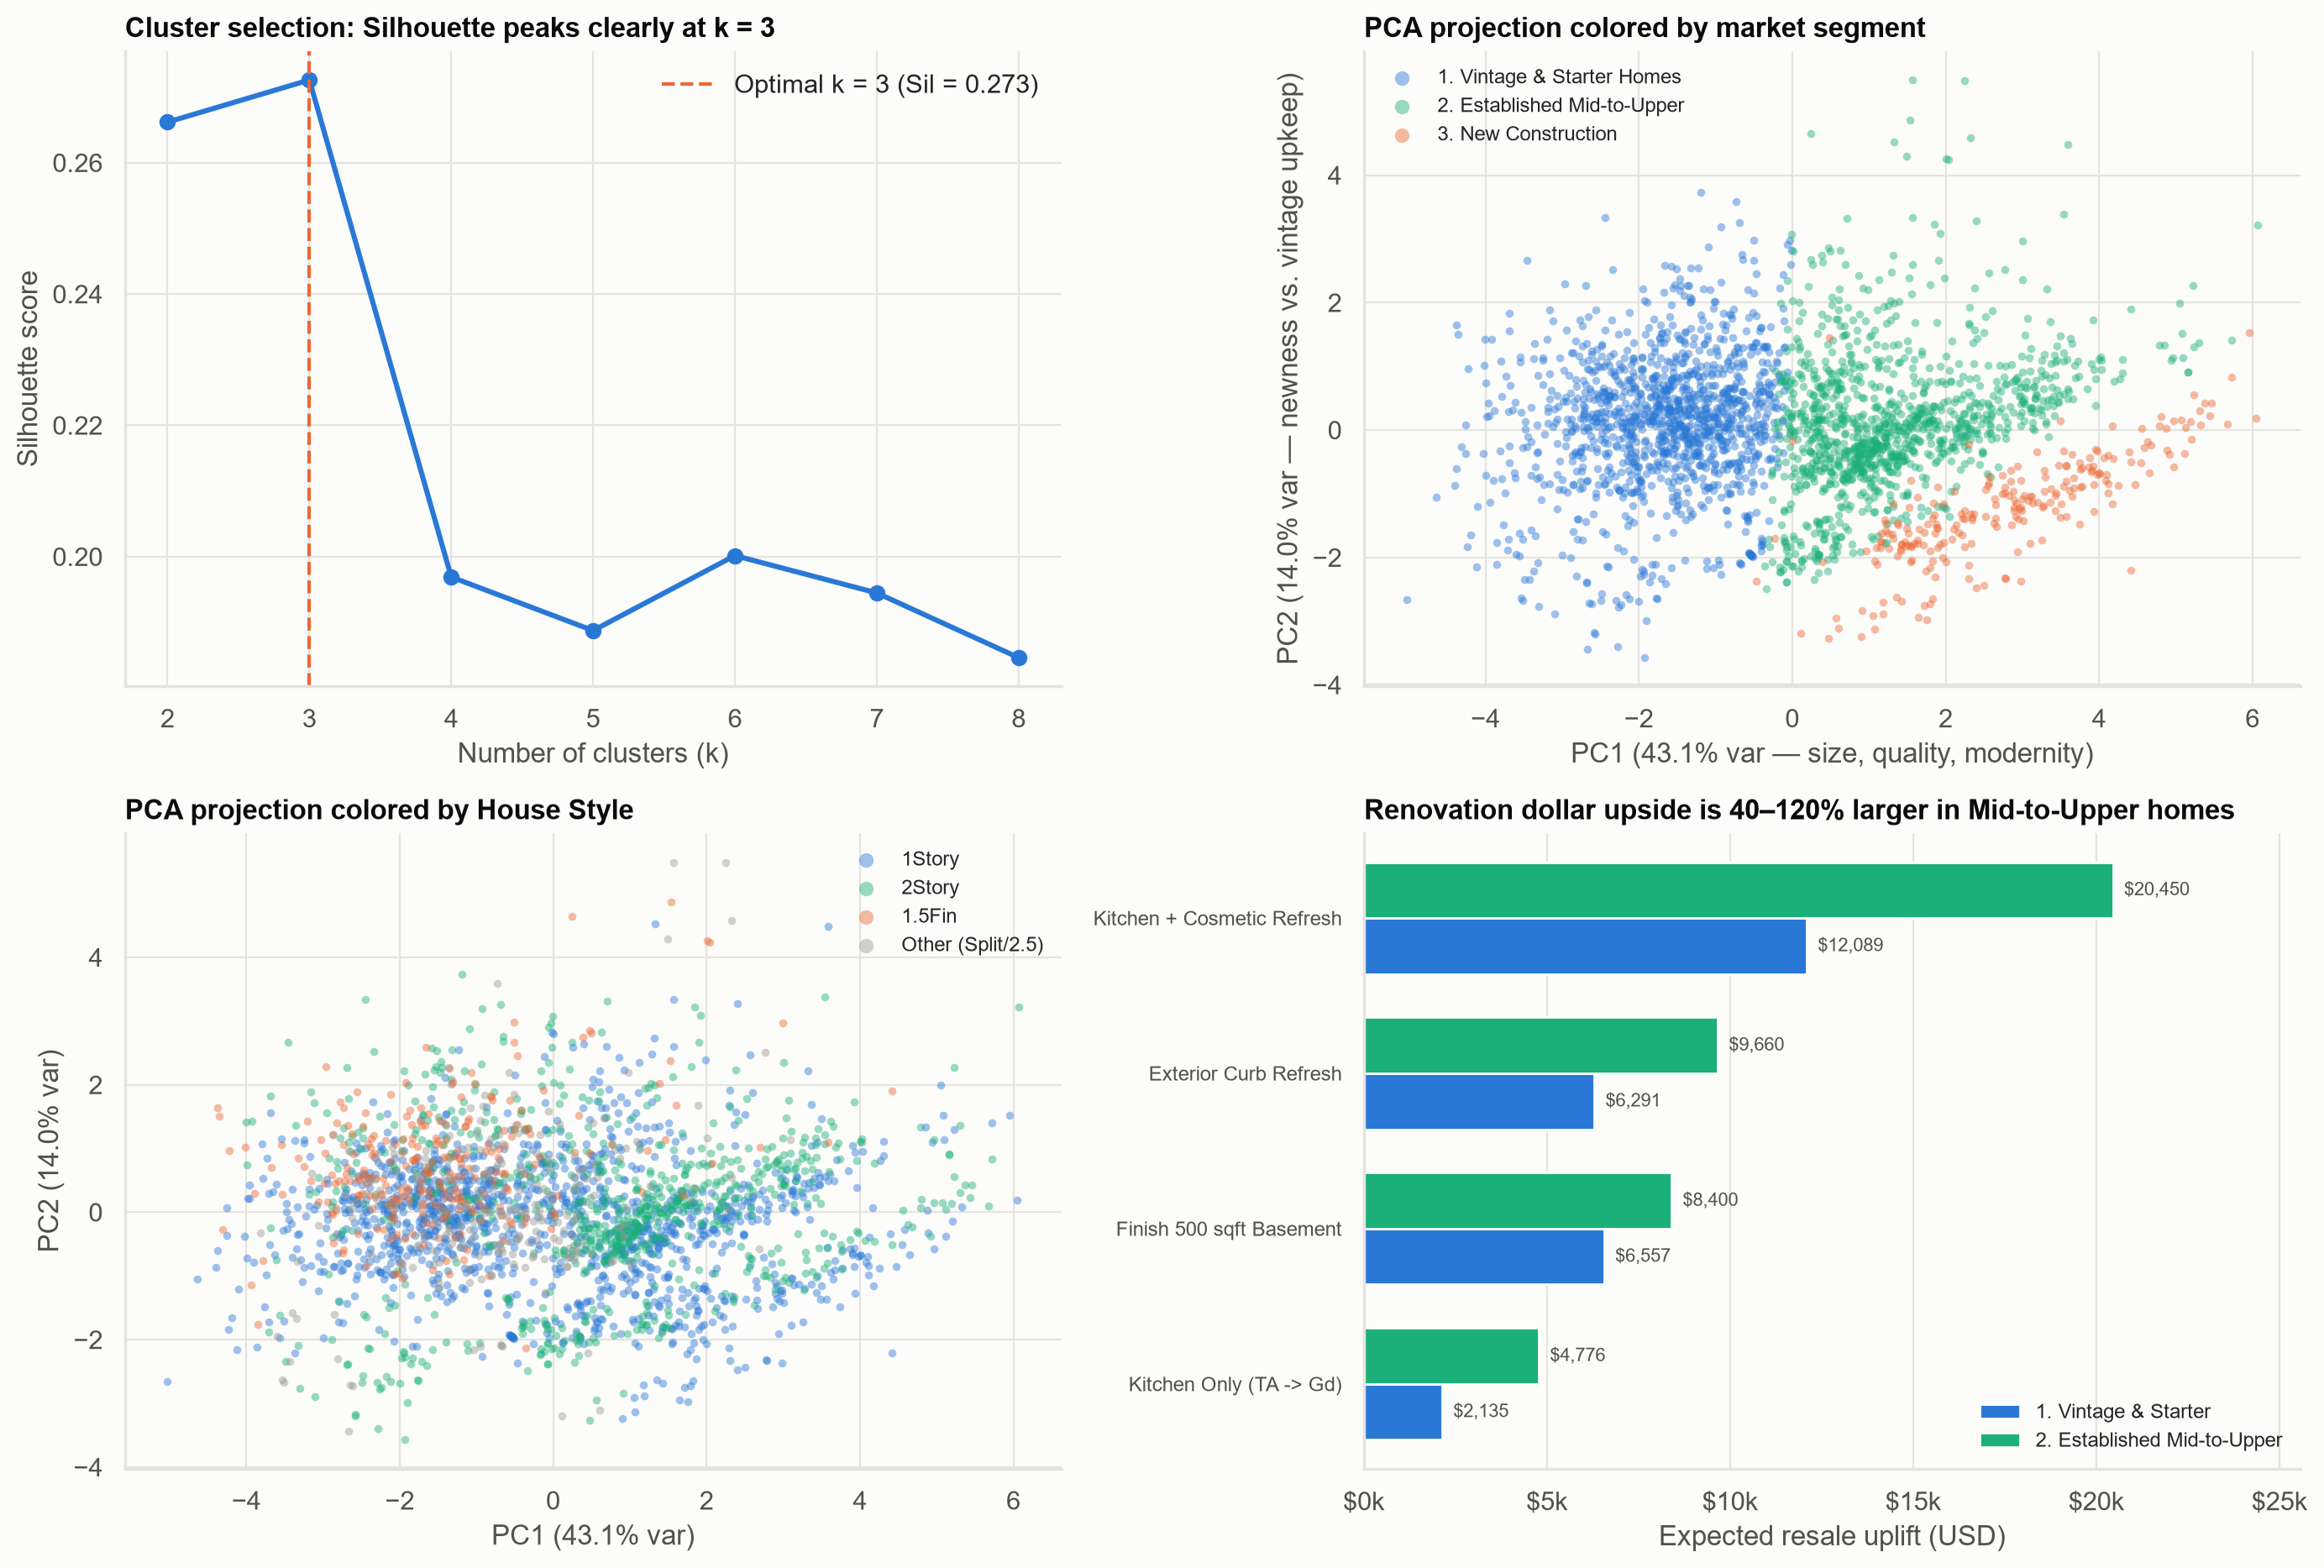 Cluster selection: Silhouette peaks clearly at k = 3
Optimal k = 3 (Sil = 0.273)
Silhouette score
0.26
0.24
0.22
0.20
2 3 4 5 6 7 8
Number of clusters (k)
PCA projection colored by market segment
1. Vintage & Starter Homes
2. Established Mid-to-Upper
3. New Construction
PC2 (14.0% var — newness vs. vintage upkeep)
4
2
0
−2
−4
−4 −2 0 2 4 6
PC1 (43.1% var — size, quality, modernity)
PCA projection colored by House Style
1Story
2Story
1.5Fin
Other (Split/2.5)
PC2 (14.0% var)
4
2
0
−2
−4
−4 −2 0 2 4 6
PC1 (43.1% var)
Renovation dollar upside is 40–120% larger in Mid-to-Upper homes
Kitchen + Cosmetic Refresh
$20,450
$12,089
Exterior Curb Refresh
$9,660
$6,291
Finish 500 sqft Basement
$8,400
$6,557
Kitchen Only (TA -> Gd)
$4,776
$2,135
1. Vintage & Starter
2. Established Mid-to-Upper
$0k $5k $10k $15k $20k $25k
Expected resale uplift (USD)